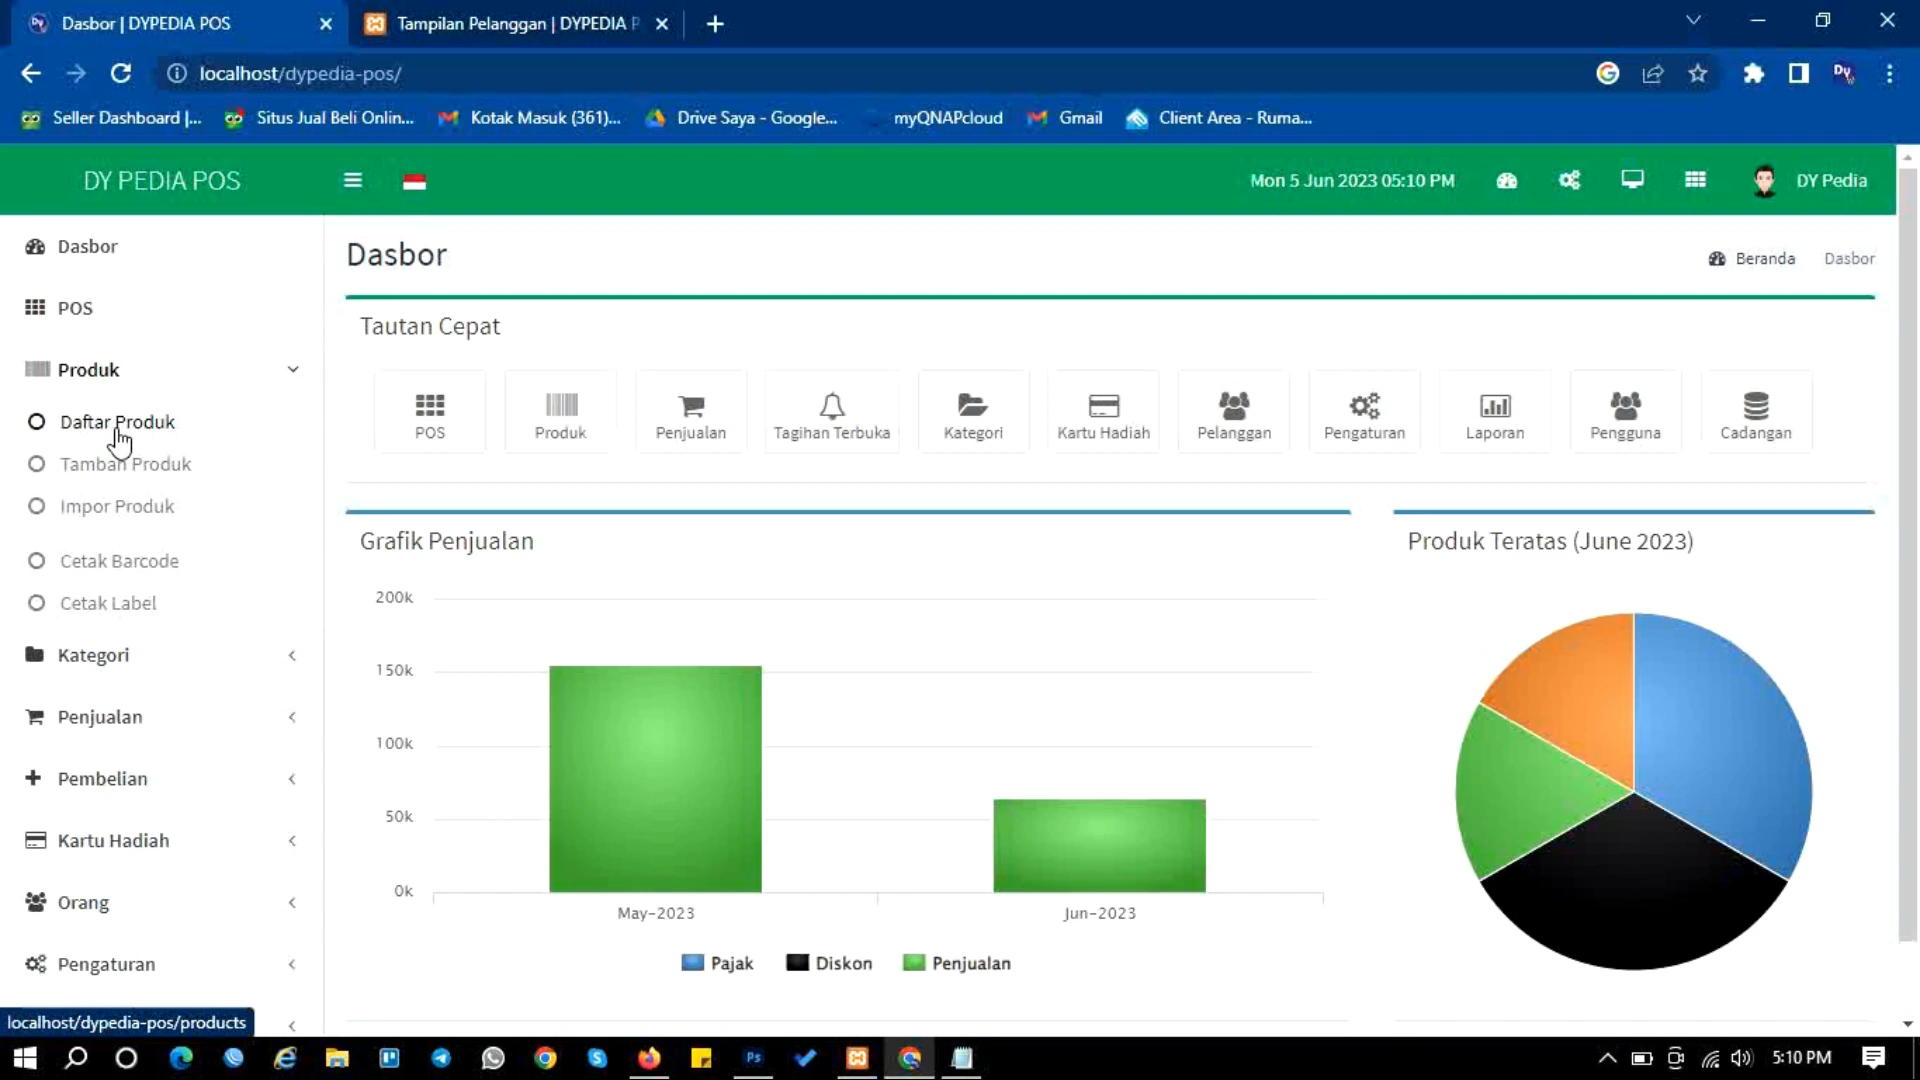 Dasbor | DYPEDIA POS
Tampilan Pelanggan | DYPEDIA P
localhost/dypedia-pos/
Seller Dashboard |...
Situs Jual Beli Onlin...
Kotak Masuk (361)...
Drive Saya - Google...
myQNAPcloud
Gmail
Client Area - Ruma...
DY PEDIA POS
Mon 5 Jun 2023 05:10 PM
DY Pedia
Dasbor
POS
Produk
Daftar Produk
Tambah Produk
Impor Produk
Cetak Barcode
Cetak Label
Kategori
Penjualan
Pembelian
Kartu Hadiah
Orang
Pengaturan
localhost/dypedia-pos/products
Dasbor
Beranda
Dasbor
Tautan Cepat
POS
Produk
Penjualan
Tagihan Terbuka
Kategori
Kartu Hadiah
Pelanggan
Pengaturan
Laporan
Pengguna
Cadangan
Grafik Penjualan
200k
150k
100k
50k
0k
May-2023
Jun-2023
Pajak
Diskon
Penjualan
Produk Teratas (June 2023)
Ps
5:10 PM